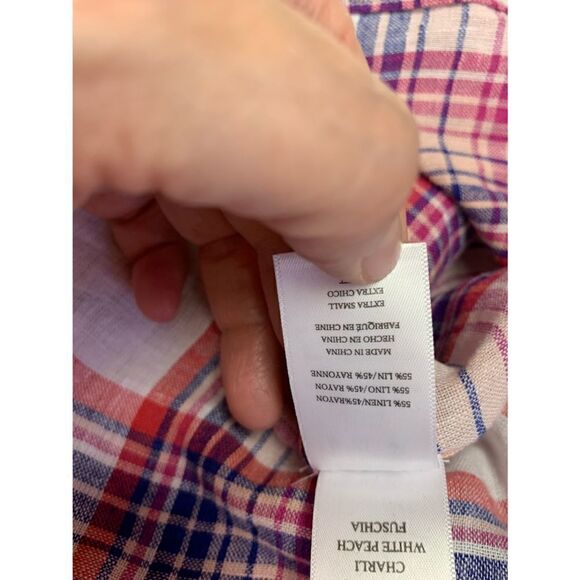 CHARLI
WHITE PEACH
FUSCHIA
55% LINEN/45%RAYON
55% LINO/45% RAYON
55% LIN/45% RAYONNE
MADE IN CHINA
HECHO EN CHINA
FABRIQUÉ EN CHINE
EXTRA SMALL
EXTRA CHICO